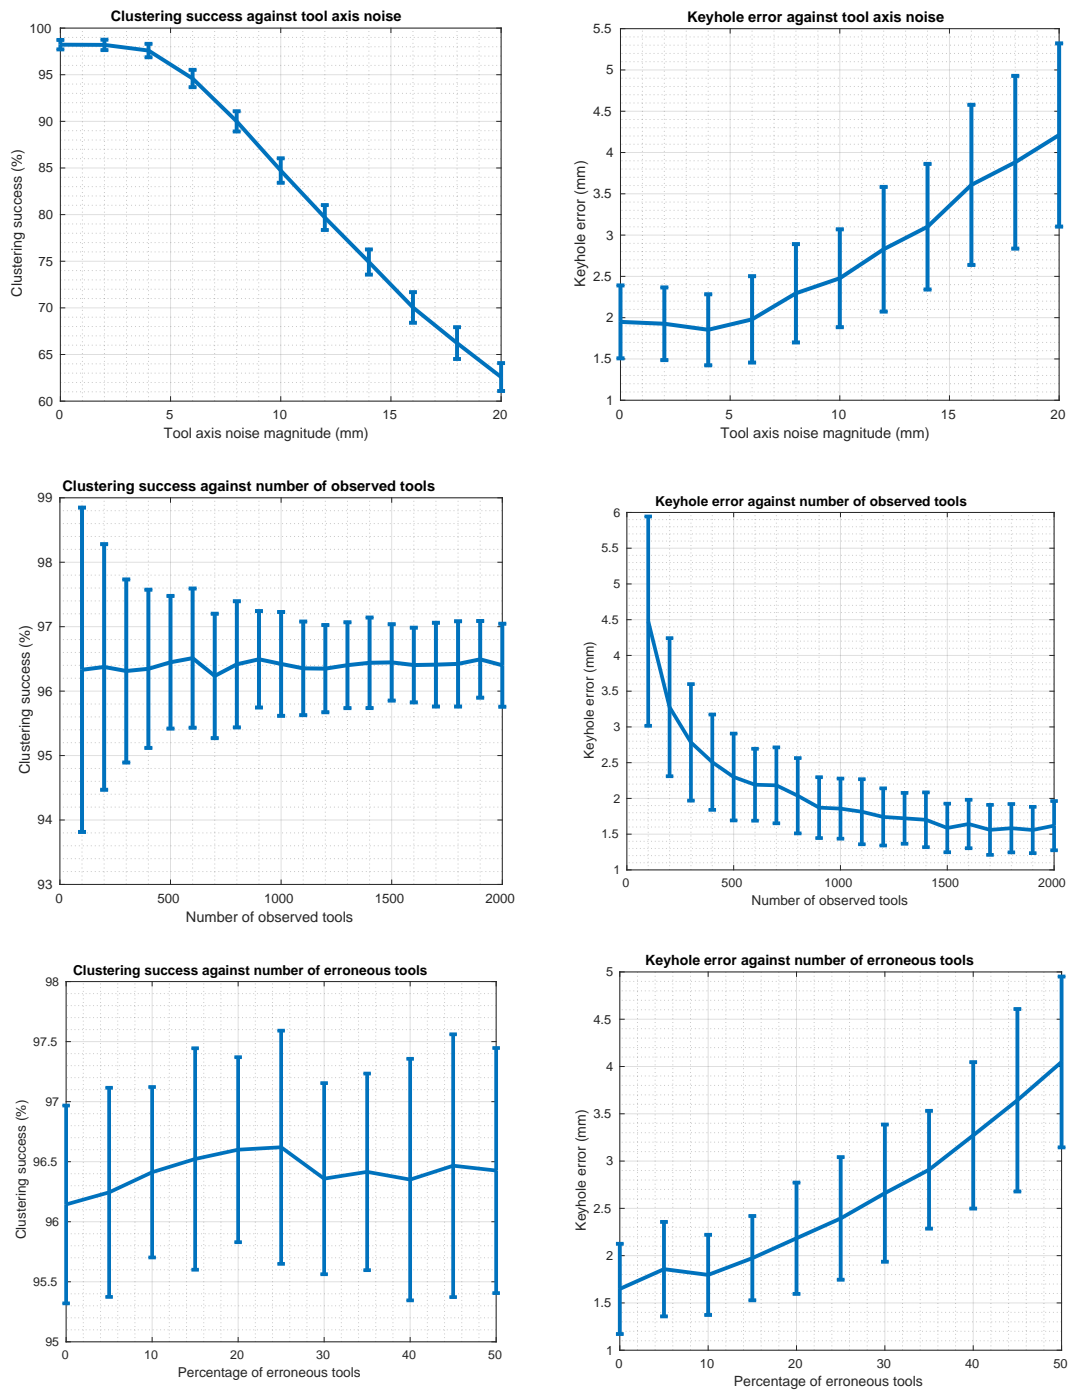 Clustering success against tool axis noise
100
95
90
85
80
75
70
65
60
Clustering success (%)
0 5 10 15 20
Tool axis noise magnitude (mm)
Keyhole error against tool axis noise
5.5
5
4.5
4
3.5
3
2.5
2
1.5
1
Keyhole error (mm)
0 5 10 15 20
Tool axis noise magnitude (mm)
Clustering success against number of observed tools
99
98
97
96
95
94
93
Clustering success (%)
0 500 1000 1500 2000
Number of observed tools
Keyhole error against number of observed tools
6
5.5
5
4.5
4
3.5
3
2.5
2
1.5
1
Keyhole error (mm)
0 500 1000 1500 2000
Number of observed tools
Clustering success against number of erroneous tools
98
97.5
97
96.5
96
95.5
95
Clustering success (%)
0 10 20 30 40 50
Percentage of erroneous tools
Keyhole error against number of erroneous tools
5
4.5
4
3.5
3
2.5
2
1.5
1
Keyhole error (mm)
0 10 20 30 40 50
Percentage of erroneous tools